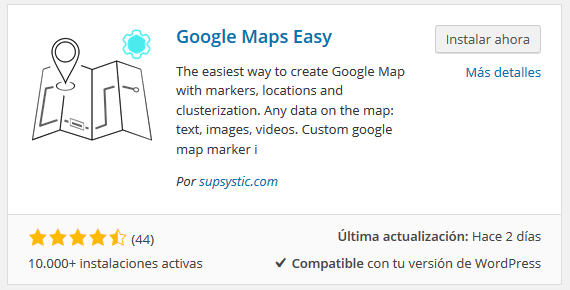 Google Maps Easy
Instalar ahora
Más detalles
The easiest way to create Google Map
with markers, locations and
clusterization. Any data on the map:
text, images, videos. Custom google
map marker i
Por supsystic.com
(44)
Última actualización: Hace 2 días
10.000+ instalaciones activas
Compatible con tu versión de WordPress